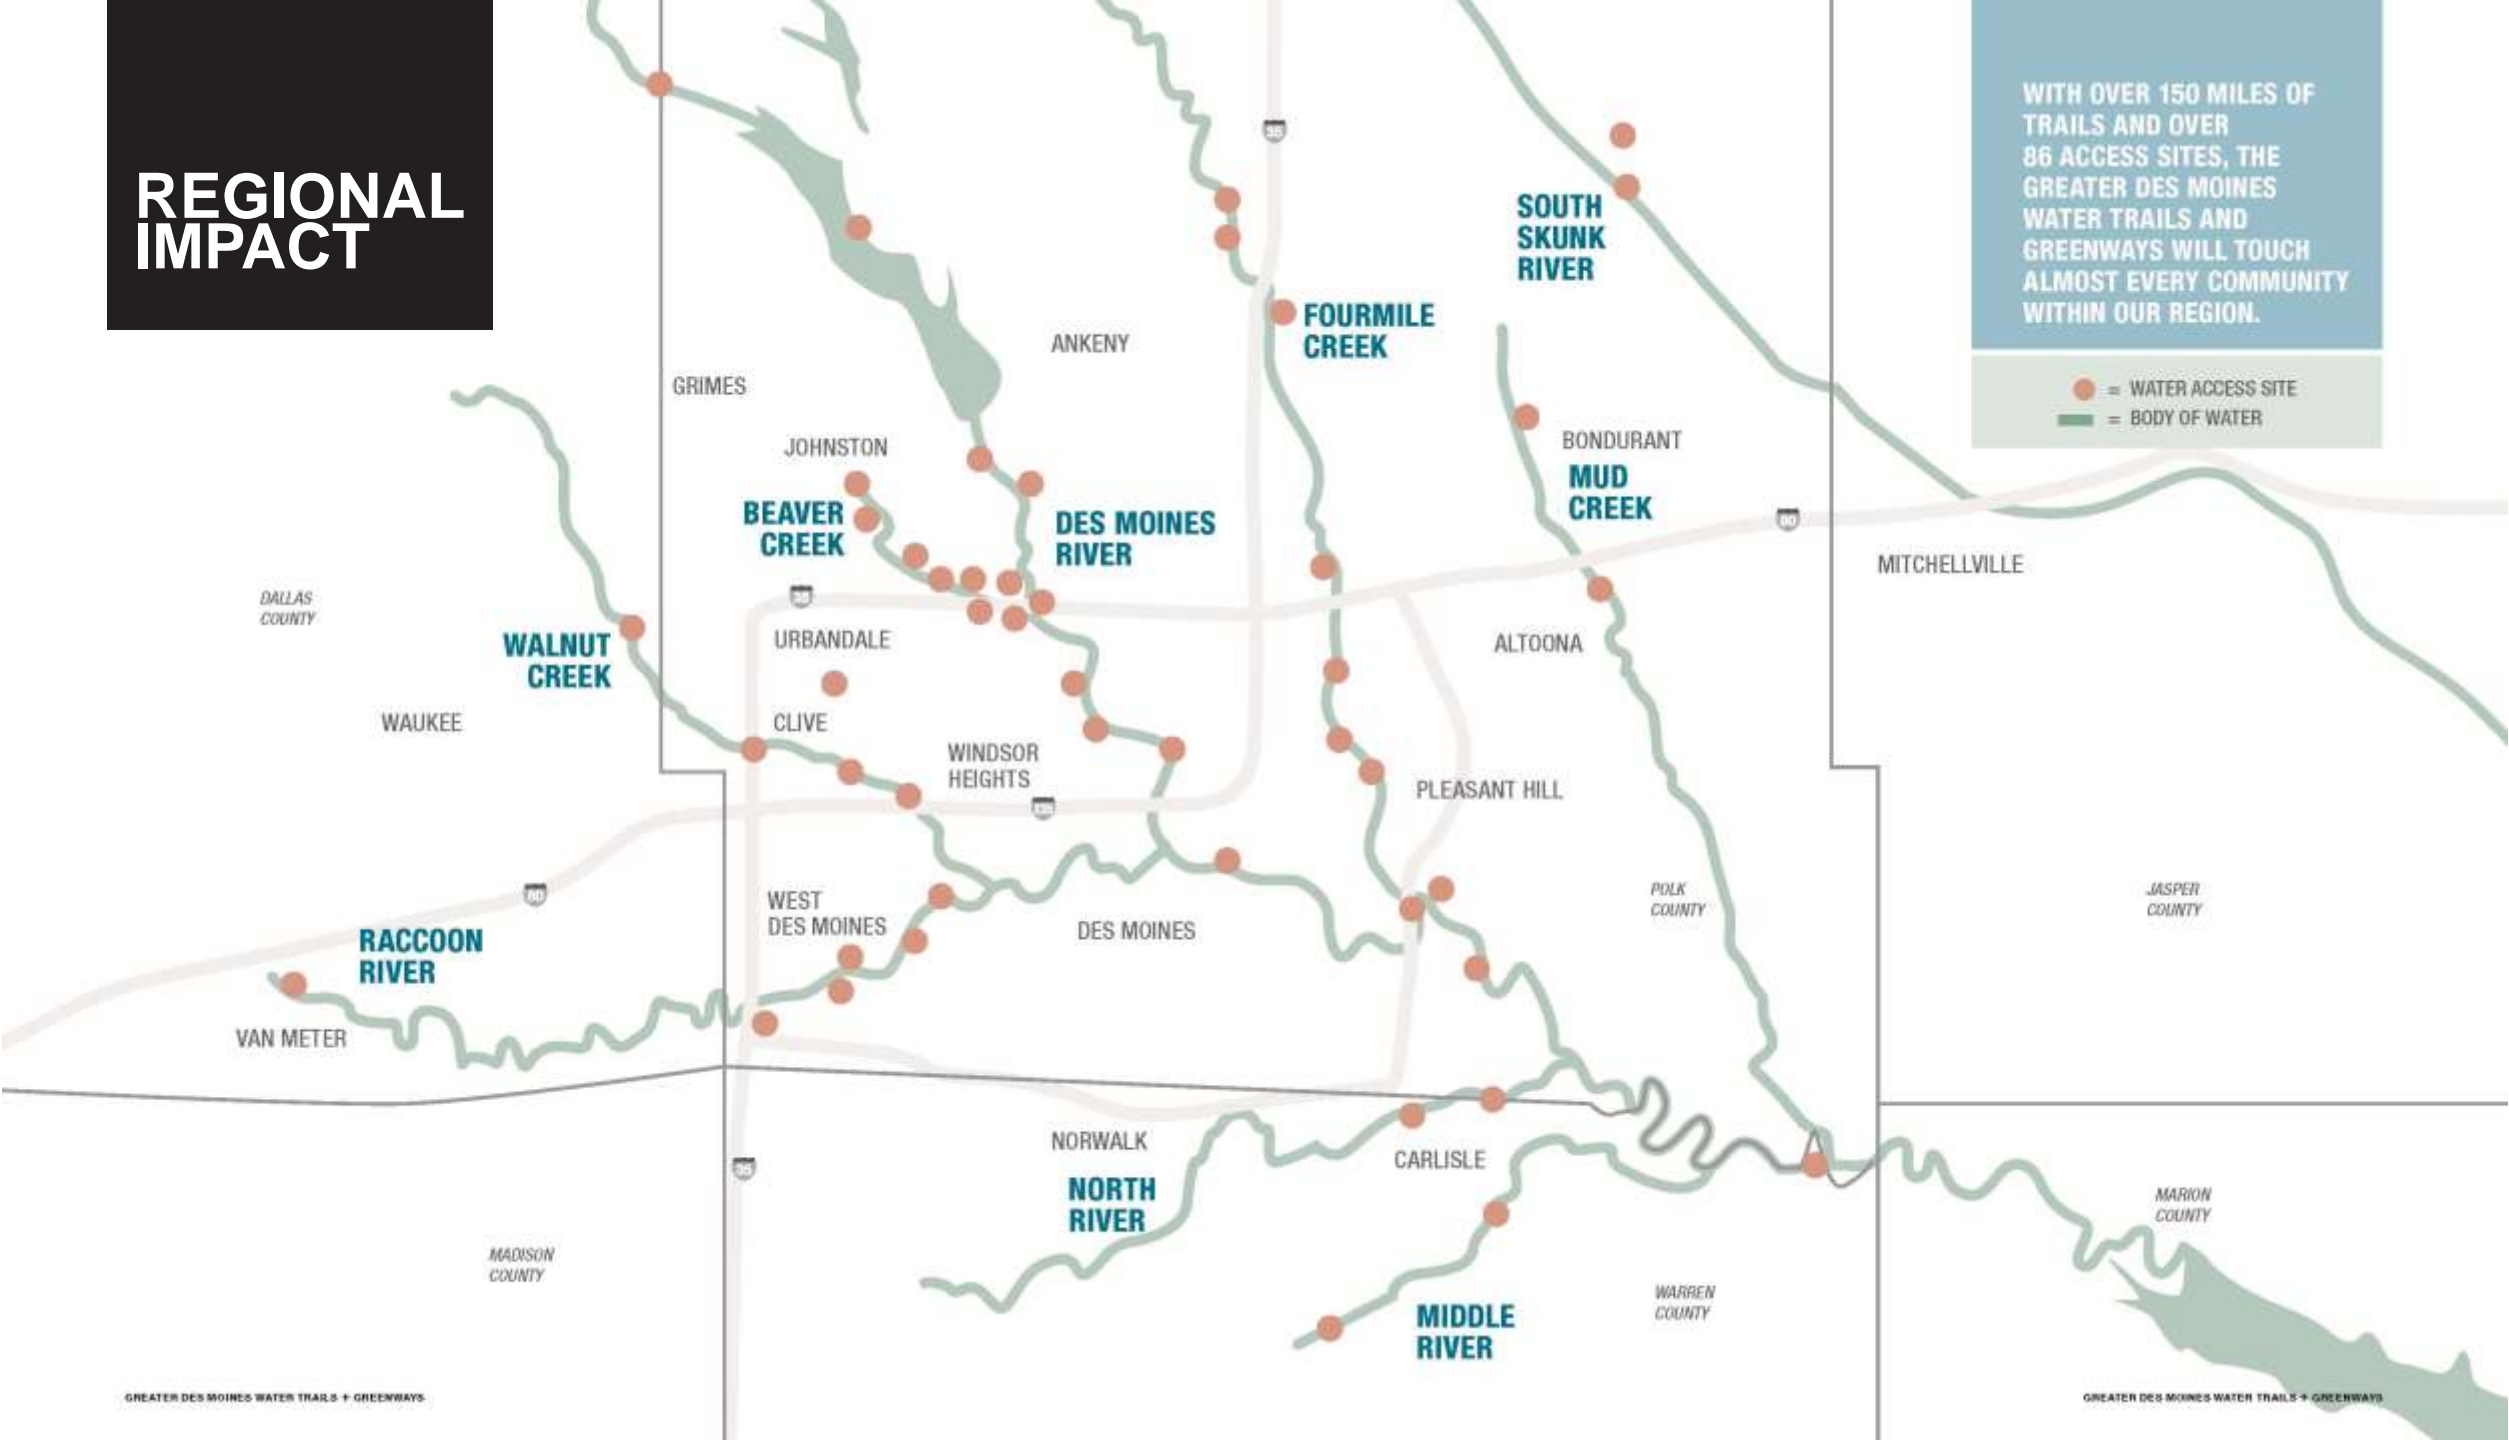 REGIONAL
IMPACT
WITH OVER 150 MILES OF
TRAILS AND OVER
86 ACCESS SITES, THE
GREATER DES MOINES
WATER TRAILS AND
GREENWAYS WILL TOUCH
ALMOST EVERY COMMUNITY
WITHIN OUR REGION.
= WATER ACCESS SITE
= BODY OF WATER
35
SOUTH
SKUNK
RIVER
FOURMILE
CREEK
ANKENY
GRIMES
JOHNSTON
BONDURANT
MUD
CREEK
BEAVER
CREEK
DES MOINES
RIVER
80
MITCHELLVILLE
DALLAS
COUNTY
35
URBANDALE
ALTOONA
WALNUT
CREEK
WAUKEE
CLIVE
WINDSOR
HEIGHTS
PLEASANT HILL
80
WEST
DES MOINES
POLK
COUNTY
JASPER
COUNTY
RACCOON
RIVER
DES MOINES
VAN METER
NORWALK
CARLISLE
35
NORTH
RIVER
MARION
COUNTY
MADISON
COUNTY
WARREN
COUNTY
MIDDLE
RIVER
GREATER DES MOINES WATER TRAILS + GREENWAYS
GREATER DES MOINES WATER TRAILS + GREENWAYS